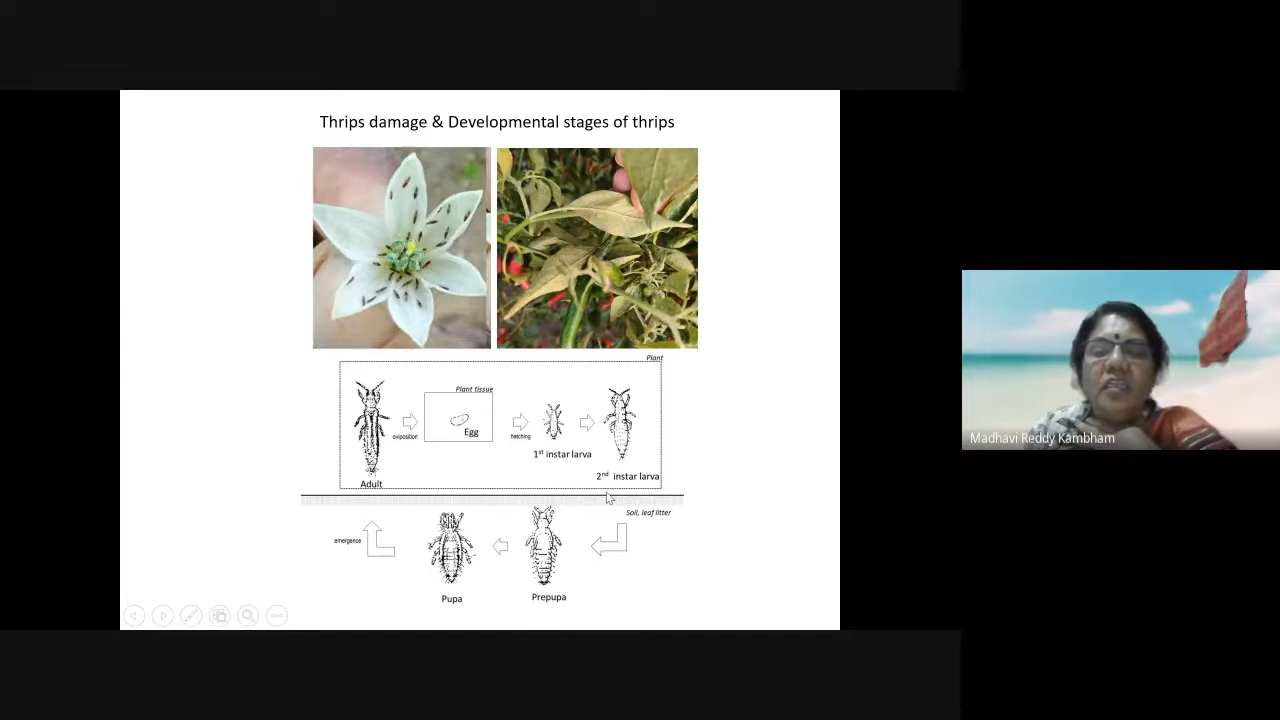 Thrips damage & Developmental stages of thrips
Plant
Plant tissue
Egg
oviposition
hatching
1st instar larva
2nd instar larva
Adult
Soil, leaf litter
emergence
Pupa
Prepupa
Madhavi Reddy Kambham